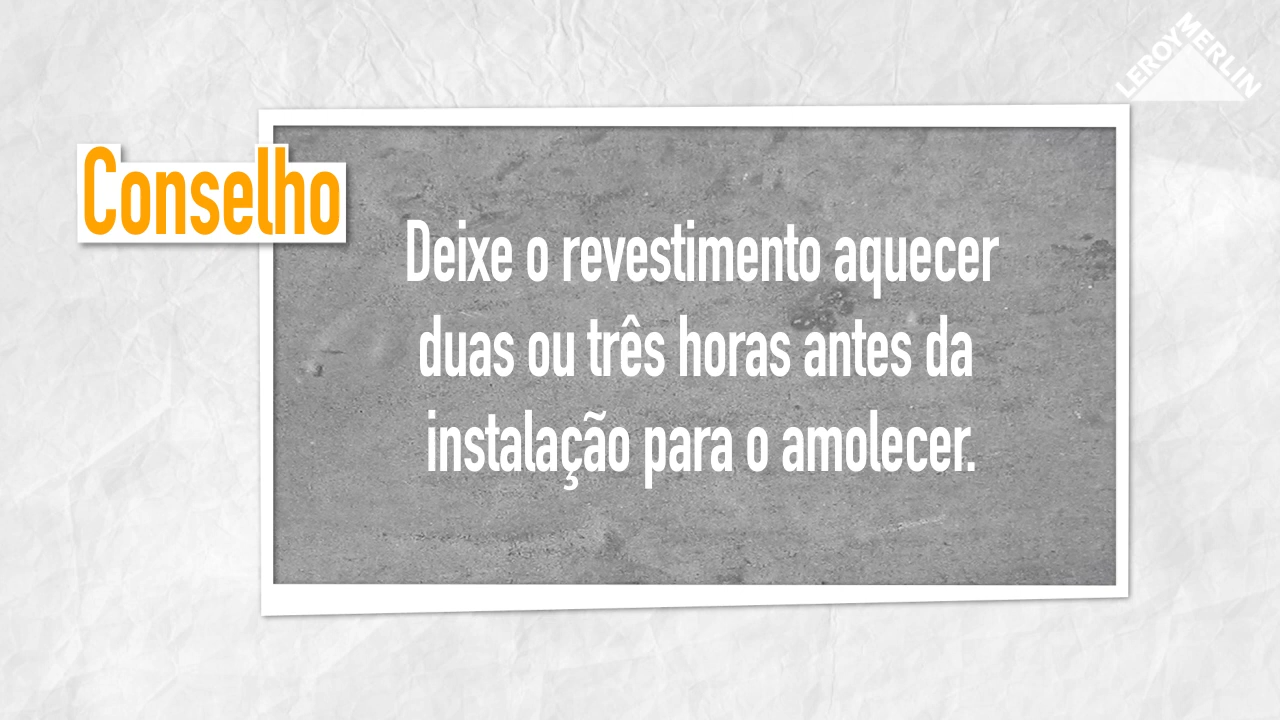 LEROY MERLIN
Conselho
Deixe o revestimento aquecer
duas ou três horas antes da
instalação para o amolecer.